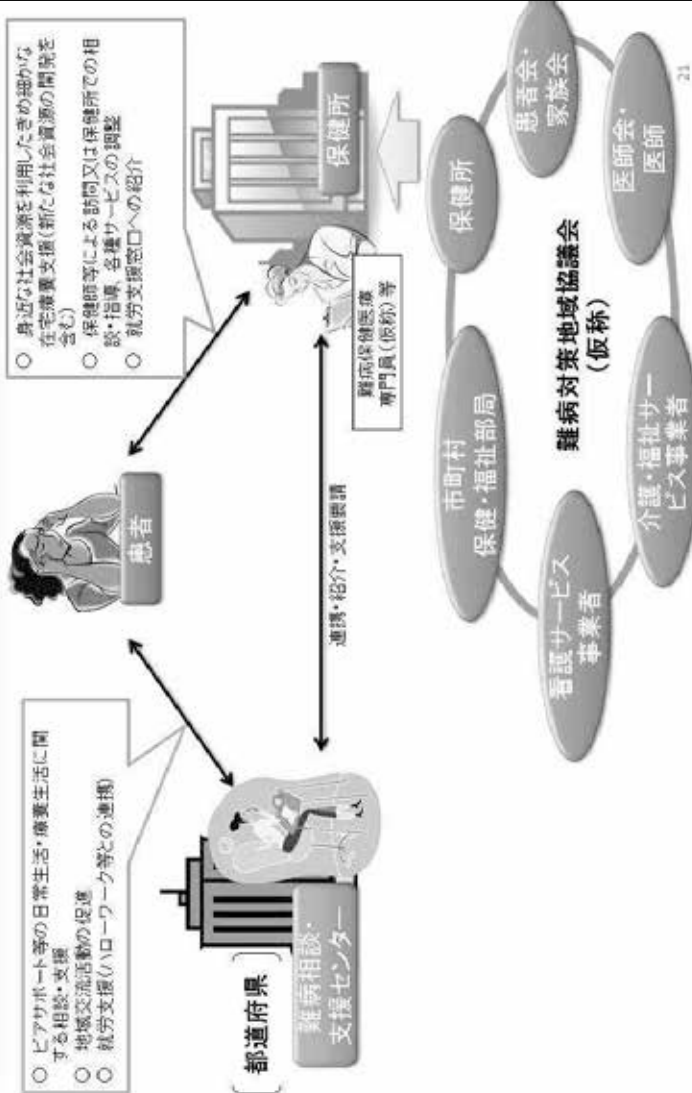 ○ ピアサポート等の日常生活・療養生活に関
する相談・支援
○ 地域交流活動の促進
○ 就労支援(ハローワーク等との連携)
○ 身近な社会資源を利用したきめ細かな
在宅療養支援(新たな社会資源の開発を
含む)
○ 保健師等による訪問又は保健所での相
談・指導、各種サービスの調整
○ 就労支援窓口への紹介
患者
都道府県
難病相談・
支援センター
連携・紹介・支援要請
保健所
難病保健医療
専門員(仮称)等
市町村
保健・福祉部局
保健所
患者会・
家族会
看護サービス
事業者
難病対策地域協議会
(仮称)
介護・福祉サー
ビス事業者
医師会・
医師
21